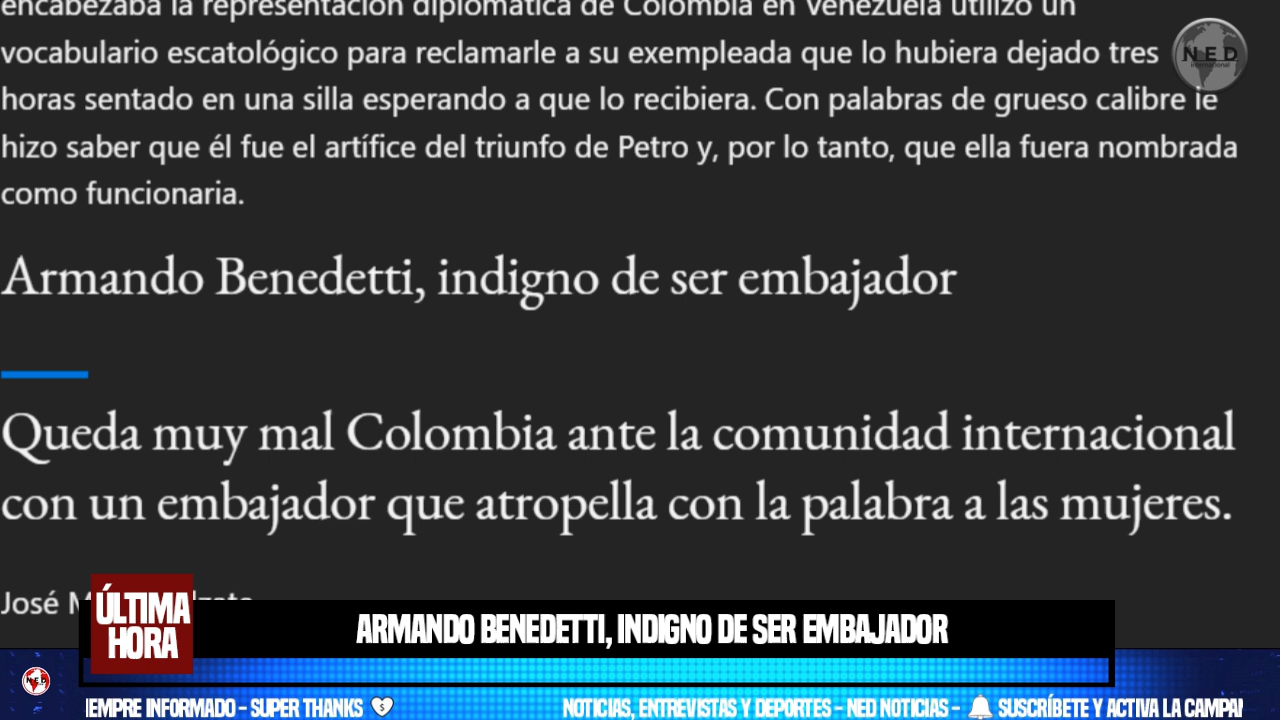 encabezaba la representación diplomática de Colombia en Venezuela utilizó un
vocabulario escatológico para reclamarle a su exempleada que lo hubiera dejado tres
horas sentado en una silla esperando a que lo recibiera. Con palabras de grueso calibre le
hizo saber que él fue el artífice del triunfo de Petro y, por lo tanto, que ella fuera nombrada
como funcionaria.
NED
internacional
Armando Benedetti, indigno de ser embajador
Queda muy mal Colombia ante la comunidad internacional
con un embajador que atropella con la palabra a las mujeres.
José
ÚLTIMA
HORA
ARMANDO BENEDETTI, INDIGNO DE SER EMBAJADOR
NED
IEMPRE INFORMADO - SUPER THANKS
NOTICIAS, ENTREVISTAS Y DEPORTES - NED NOTICIAS - SUSCRÍBETE Y ACTIVA LA CAMPAI